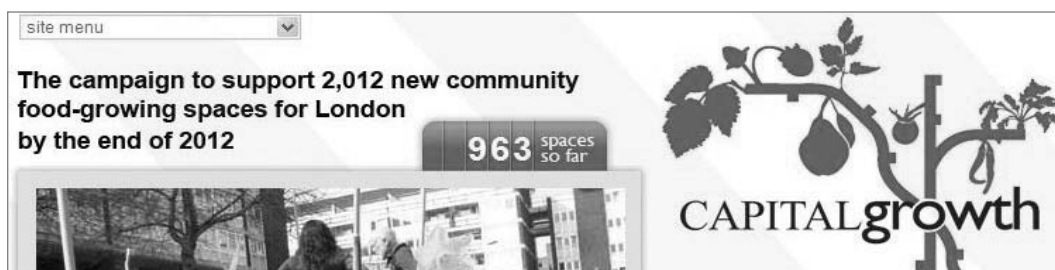 site menu
The campaign to support 2,012 new community
food-growing spaces for London
by the end of 2012
963 spaces
so far
CAPITALgrowth